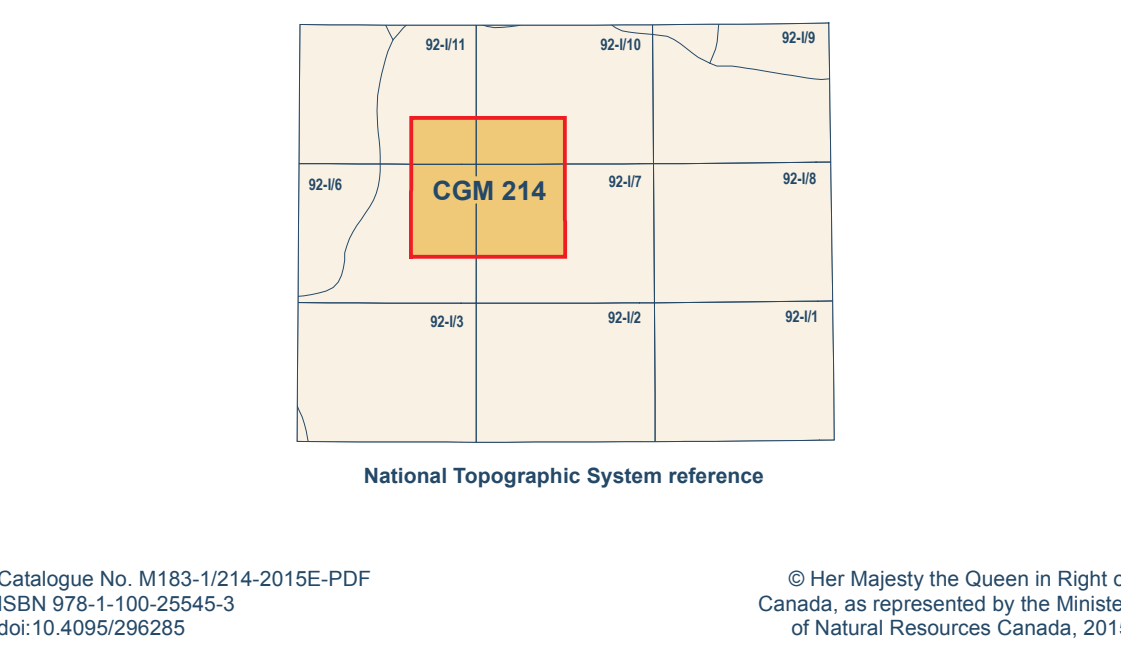 92-I/11
92-I/10
92-I/9
92-I/6
CGM 214
92-I/7
92-I/8
92-I/3
92-I/2
92-I/1
National Topographic System reference
Catalogue No. M183-1/214-2015E-PDF
ISBN 978-1-100-25545-3
doi:10.4095/296285
© Her Majesty the Queen in Right o
Canada, as represented by the Ministe
of Natural Resources Canada, 2015